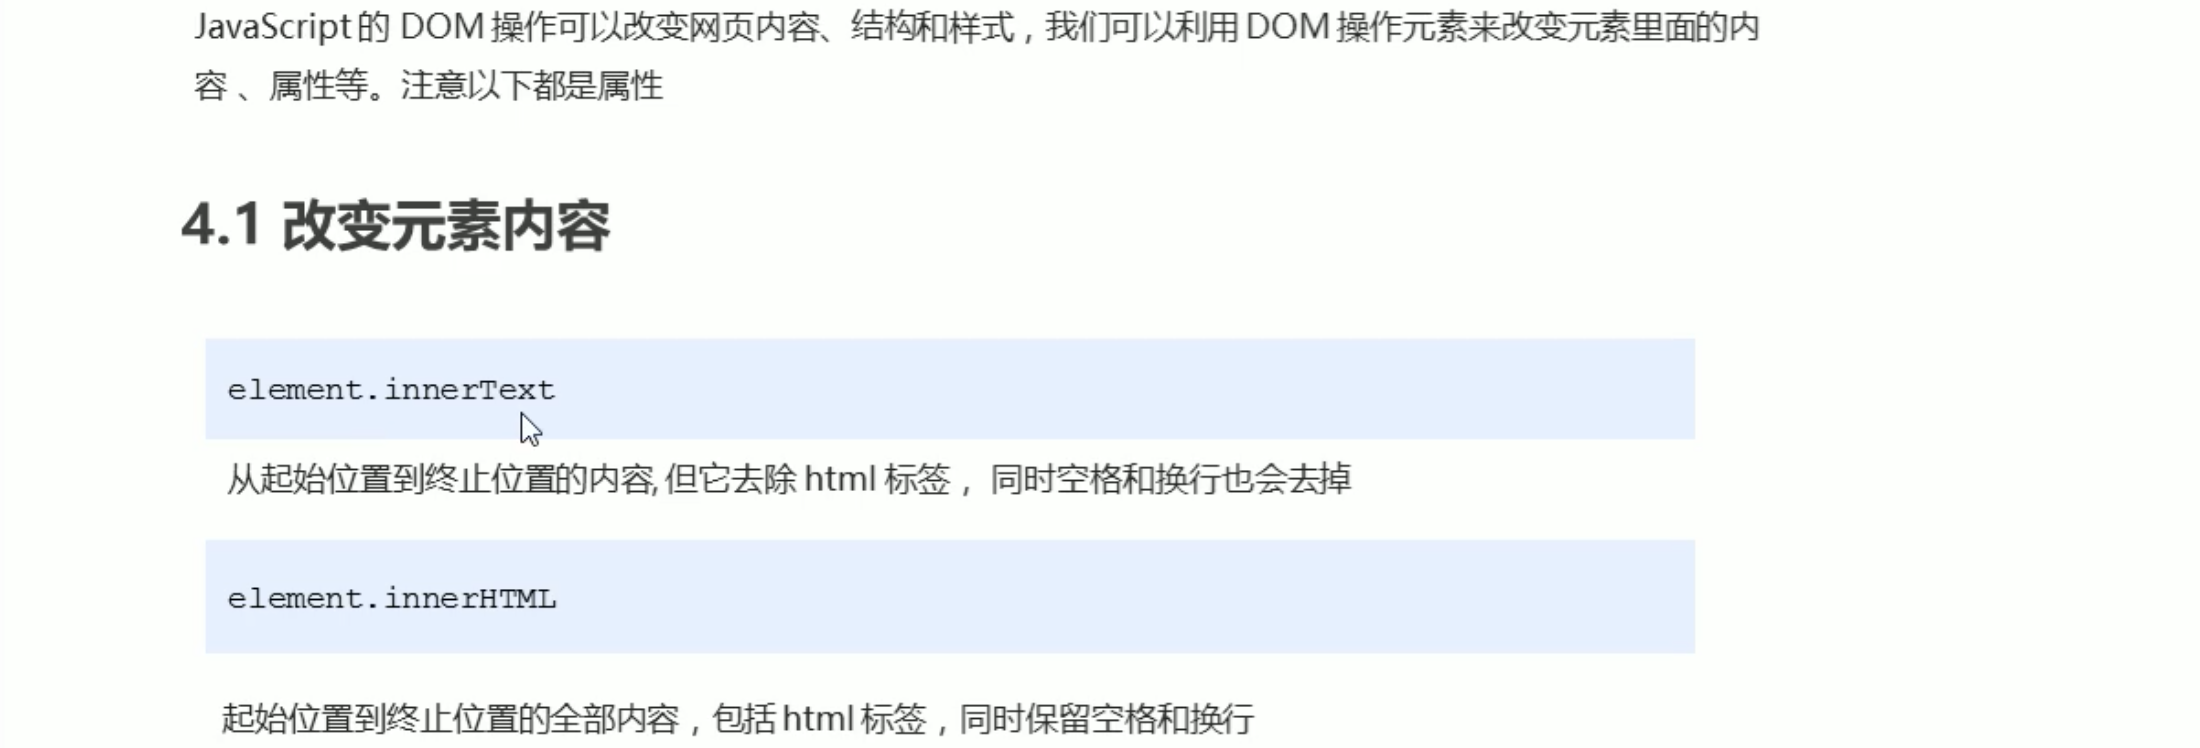 JavaScript的 DOM 操作可以改变网页内容、结构和样式，我们可以利用 DOM 操作元素来改变元素里面的内
容 、属性等。注意以下都是属性
4.1 改变元素内容
element.innerText
从起始位置到终止位置的内容, 但它去除 html 标签， 同时空格和换行也会去掉
element.innerHTML
起始位置到终止位置的全部内容，包括 html 标签，同时保留空格和换行